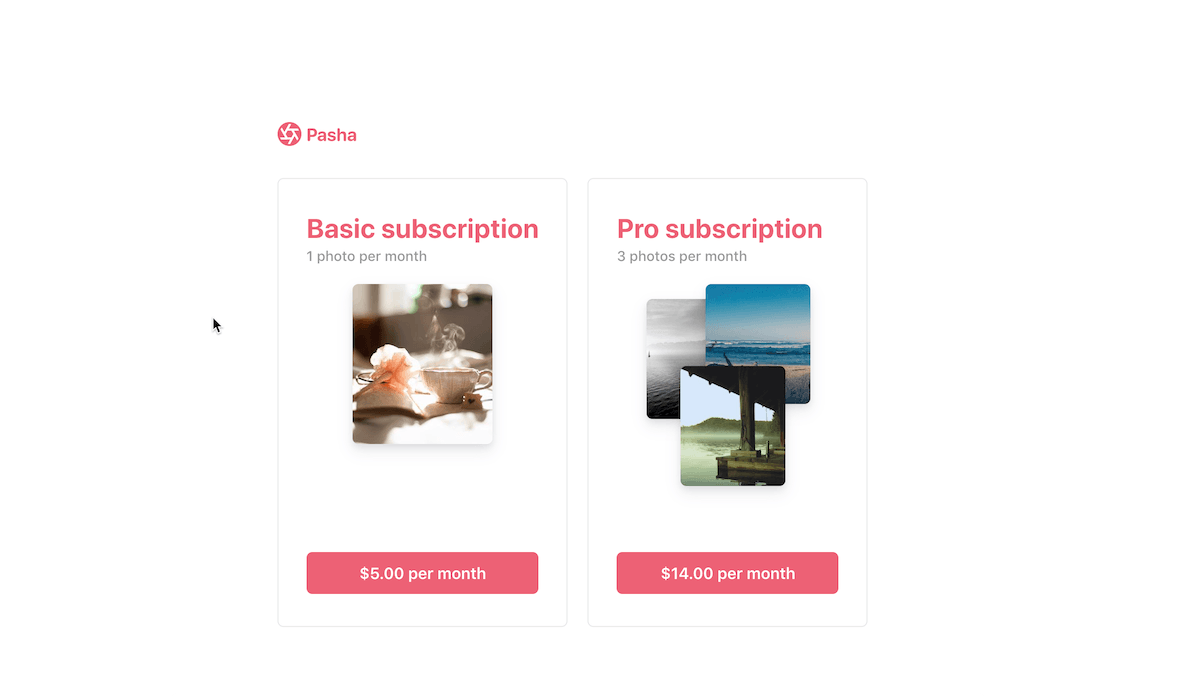 Pasha
Basic subscription
1 photo per month
$5.00 per month
Pro subscription
3 photos per month
$14.00 per month